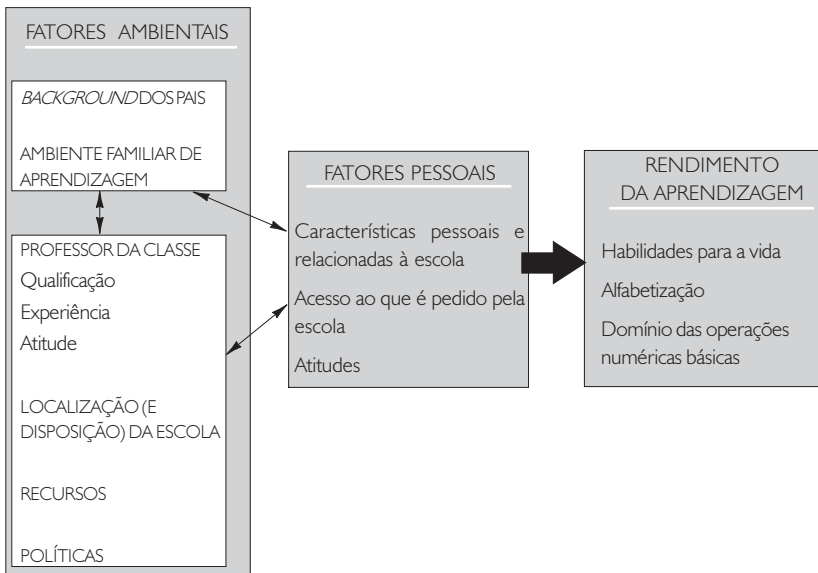 FATORES AMBIENTAIS
BACKGROUND DOS PAIS
AMBIENTE FAMILIAR DE
APRENDIZAGEM
PROFESSOR DA CLASSE
Qualificação
Experiência
Atitude
LOCALIZAÇÃO (E
DISPOSIÇÃO) DA ESCOLA
RECURSOS
POLÍTICAS
FATORES PESSOAIS
Características pessoais e
relacionadas à escola
Acesso ao que é pedido pela
escola
Atitudes
RENDIMENTO
DA APRENDIZAGEM
Habilidades para a vida
Alfabetização
Domínio das operações
numéricas básicas